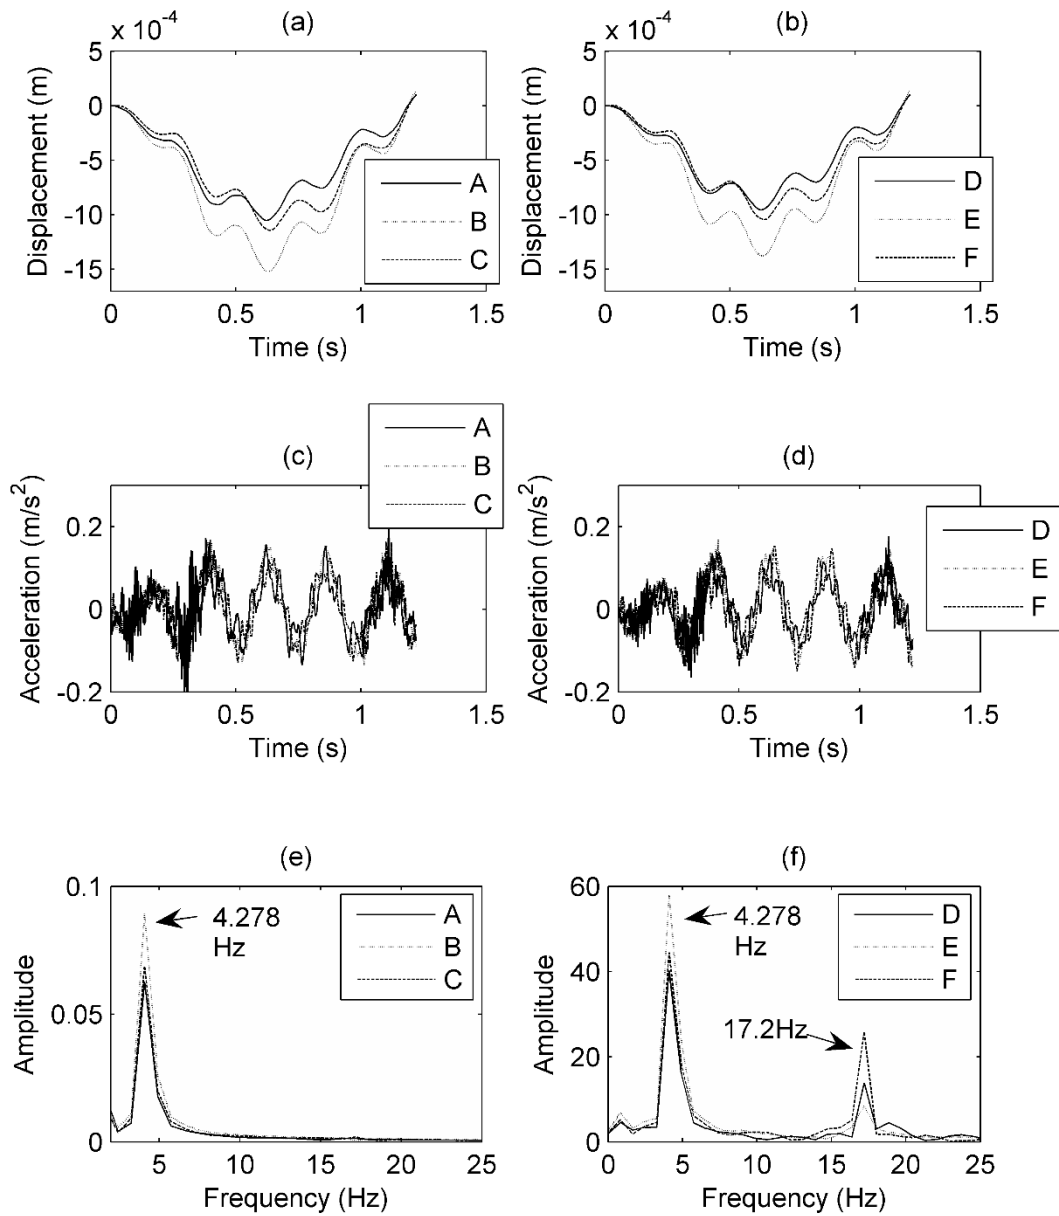 x 10⁻⁴
(a)
5
0
-5
-10
-15
Displacement (m)
A
B
C
0
0.5
1
1.5
Time (s)
x 10⁻⁴
(b)
5
0
-5
-10
-15
Displacement (m)
D
E
F
0
0.5
1
1.5
Time (s)
(c)
A
B
C
0.2
0
-0.2
Acceleration (m/s²)
0
0.5
1
1.5
Time (s)
(d)
D
E
F
0.2
0
-0.2
Acceleration (m/s²)
0
0.5
1
1.5
Time (s)
(e)
0.1
0.05
0
Amplitude
4.278
Hz
A
B
C
5
10
15
20
25
Frequency (Hz)
(f)
60
40
20
0
Amplitude
4.278
Hz
17.2Hz
D
E
F
0
5
10
15
20
25
Frequency (Hz)